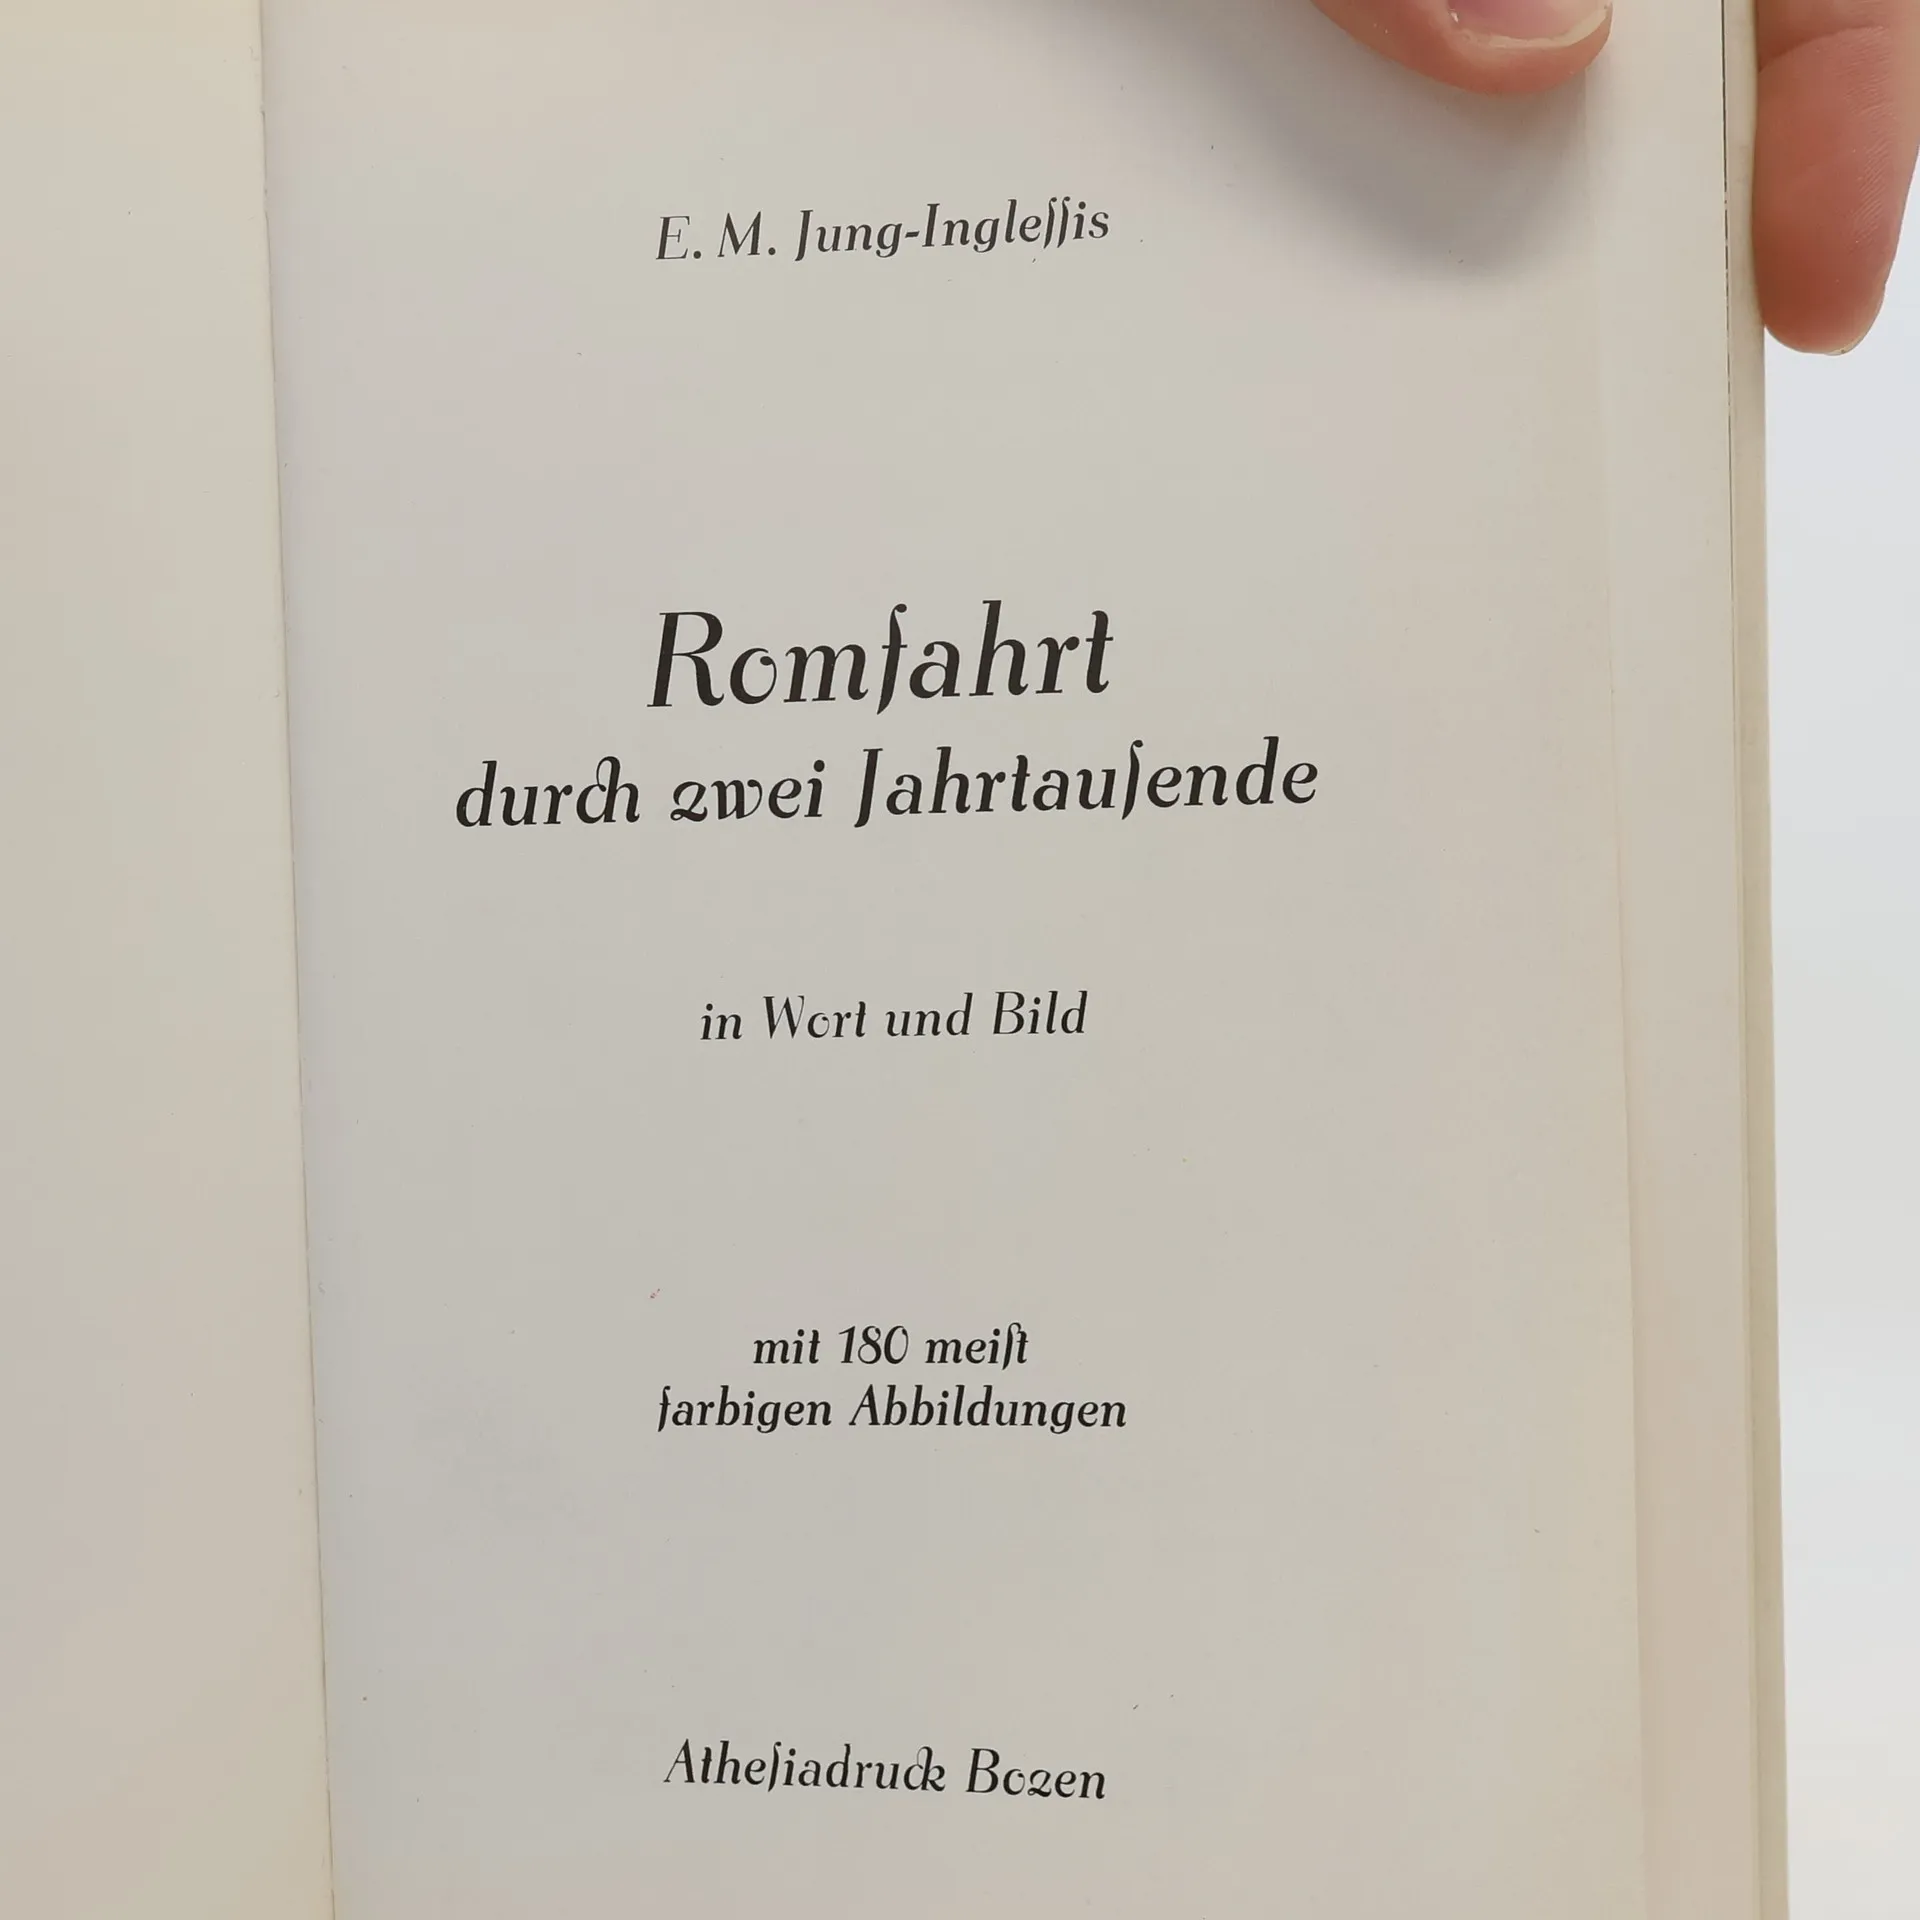 E. M. Jung-Ingleſſis
Romfahrt
durch zwei Jahrtauſende
in Wort und Bild
mit 180 meiſt
farbigen Abbildungen
Atheſiadruck Bozen